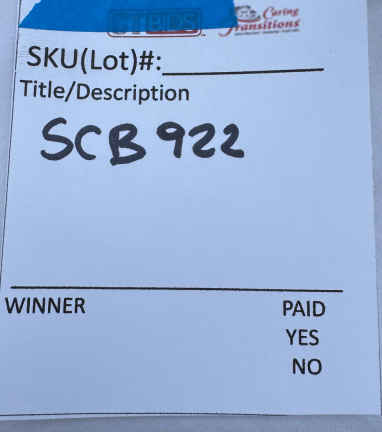 CTBIDS
Caring
Transitions
SKU(Lot)#:
Title/Description
SCB 922
WINNER
PAID
YES
NO